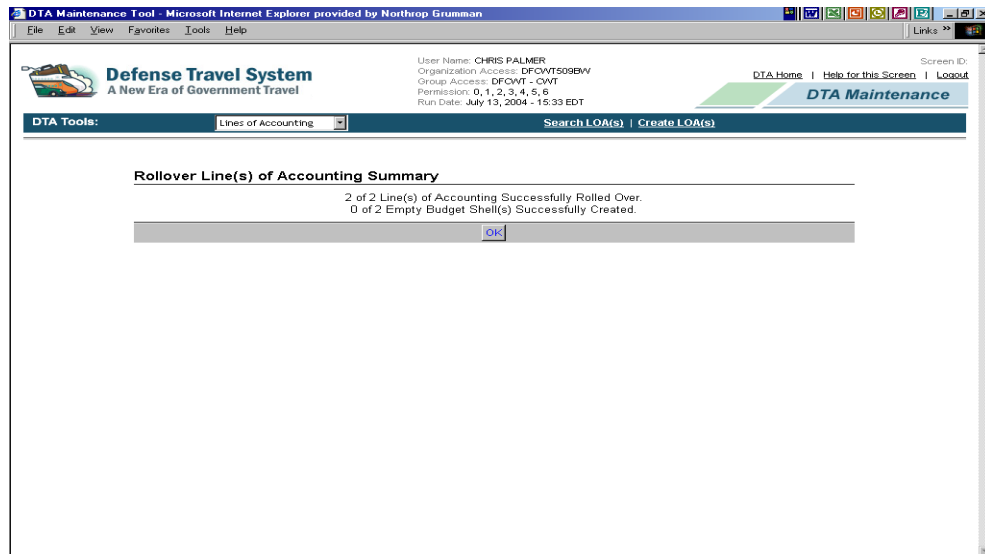 DTA Maintenance Tool - Microsoft Internet Explorer provided by Northrop Grumman
File Edit View Favorites Tools Help
Links »
Defense Travel System
A New Era of Government Travel
User Name: CHRIS PALMER
Organization Access: DFCWT509BW
Group Access: DFCWT - CWT
Permission: 0, 1, 2, 3, 4, 5, 6
Run Date: July 13, 2004 - 15:33 EDT
Screen ID:
DTA Home | Help for this Screen | Logout
DTA Maintenance
DTA Tools:
Lines of Accounting
Search LOA(s) | Create LOA(s)
Rollover Line(s) of Accounting Summary
2 of 2 Line(s) of Accounting Successfully Rolled Over.
0 of 2 Empty Budget Shell(s) Successfully Created.
OK